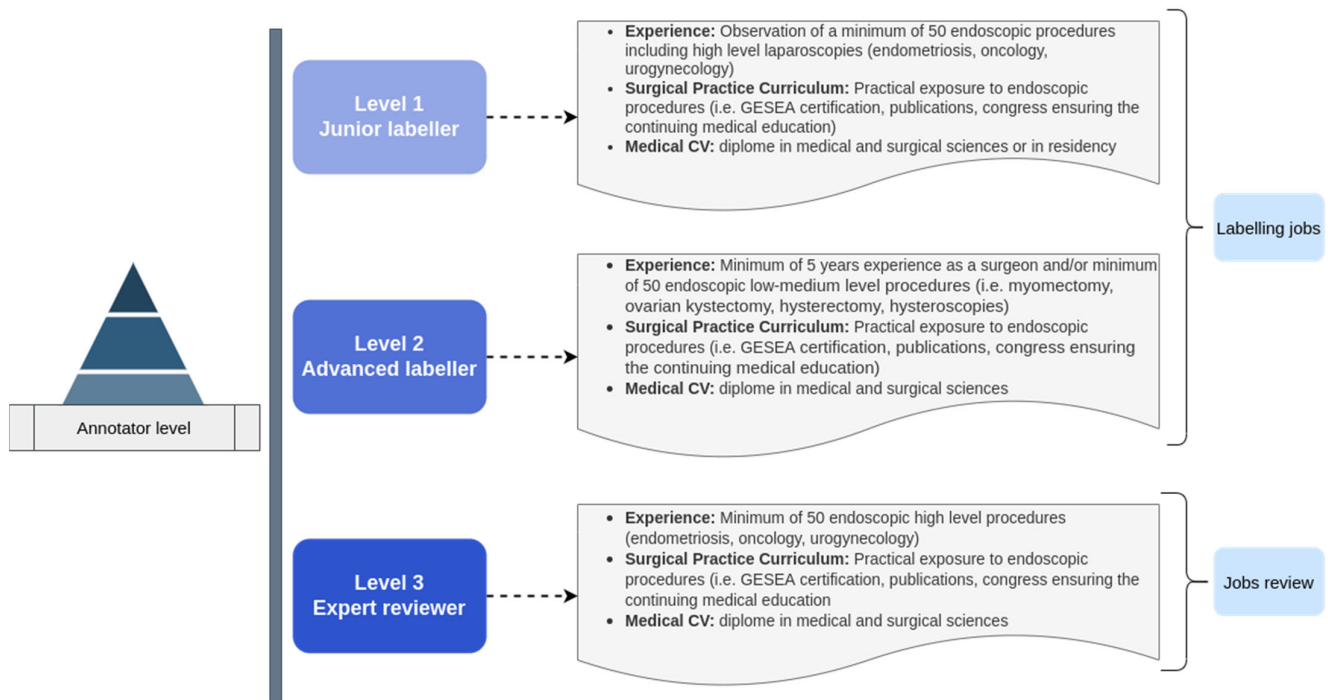 Level 1
Junior labeller
• Experience: Observation of a minimum of 50 endoscopic procedures
including high level laparoscopies (endometriosis, oncology,
urogynecology)
• Surgical Practice Curriculum: Practical exposure to endoscopic
procedures (i.e. GESEA certification, publications, congress ensuring the
continuing medical education)
• Medical CV: diplome in medical and surgical sciences or in residency
Labelling jobs
Annotator level
Level 2
Advanced labeller
• Experience: Minimum of 5 years experience as a surgeon and/or minimum
of 50 endoscopic low-medium level procedures (i.e. myomectomy,
ovarian kystectomy, hysterectomy, hysteroscopies)
• Surgical Practice Curriculum: Practical exposure to endoscopic
procedures (i.e. GESEA certification, publications, congress ensuring
the continuing medical education)
• Medical CV: diplome in medical and surgical sciences
Level 3
Expert reviewer
• Experience: Minimum of 50 endoscopic high level procedures
(endometriosis, oncology, urogynecology)
• Surgical Practice Curriculum: Practical exposure to endoscopic
procedures (i.e. GESEA certification, publications, congress ensuring the
continuing medical education
• Medical CV: diplome in medical and surgical sciences
Jobs review